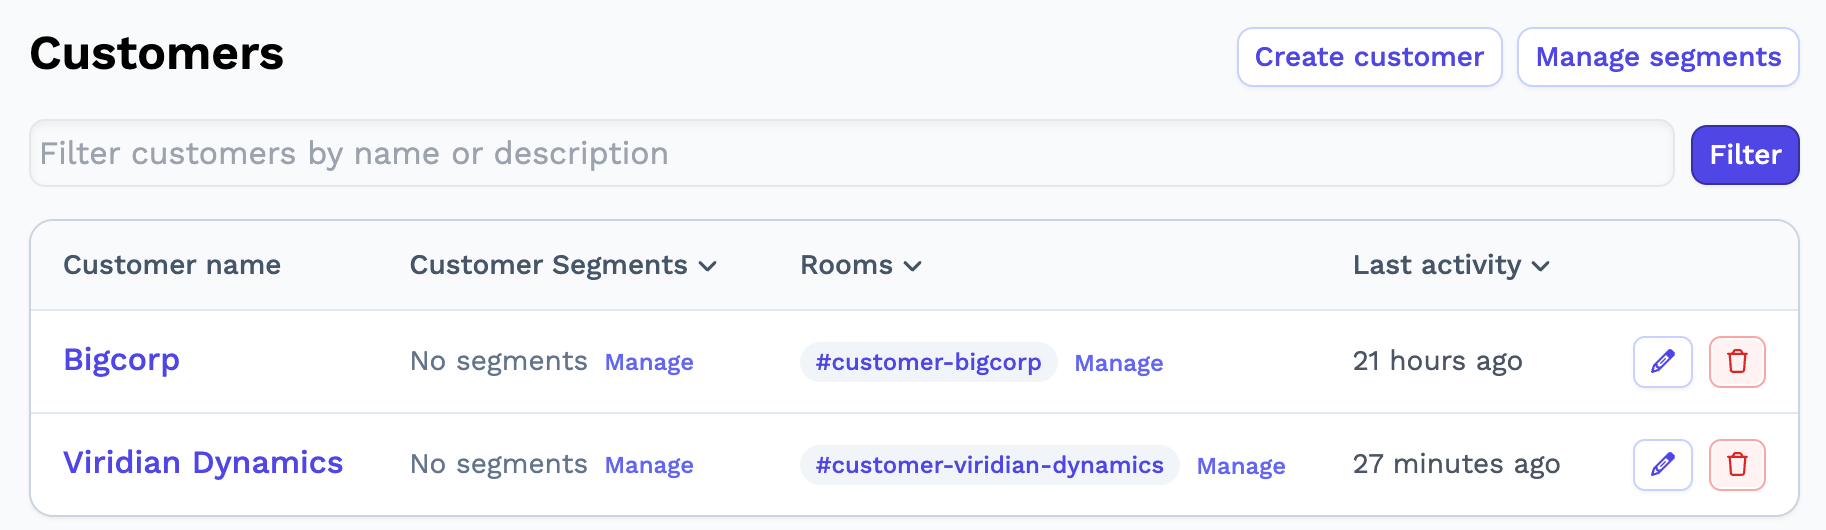 Customers
Create customer
Manage segments
Filter customers by name or description
Filter
Customer name Customer Segments Rooms Last activity
Bigcorp No segments Manage #customer-bigcorp Manage 21 hours ago
Viridian Dynamics No segments Manage #customer-viridian-dynamics Manage 27 minutes ago